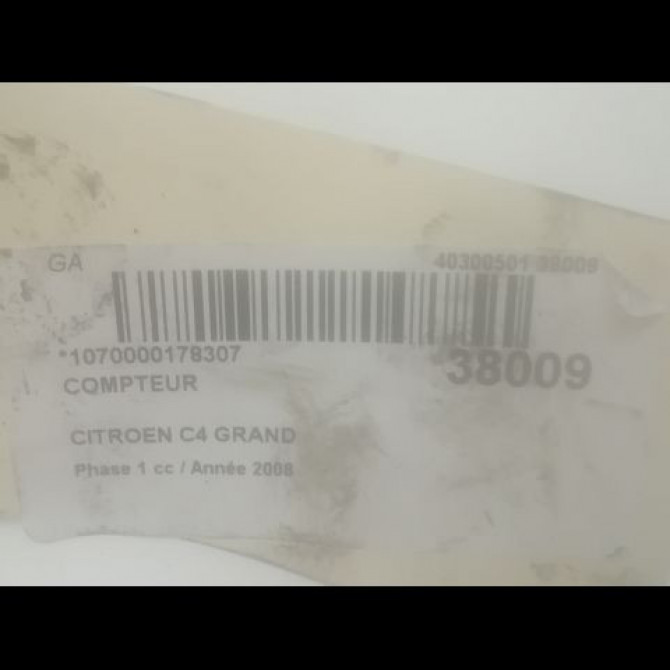 GA 40300501 38009
*1070000178307 38009
COMPTEUR
CITROEN C4 GRAND
Phase 1 cc / Année 2008